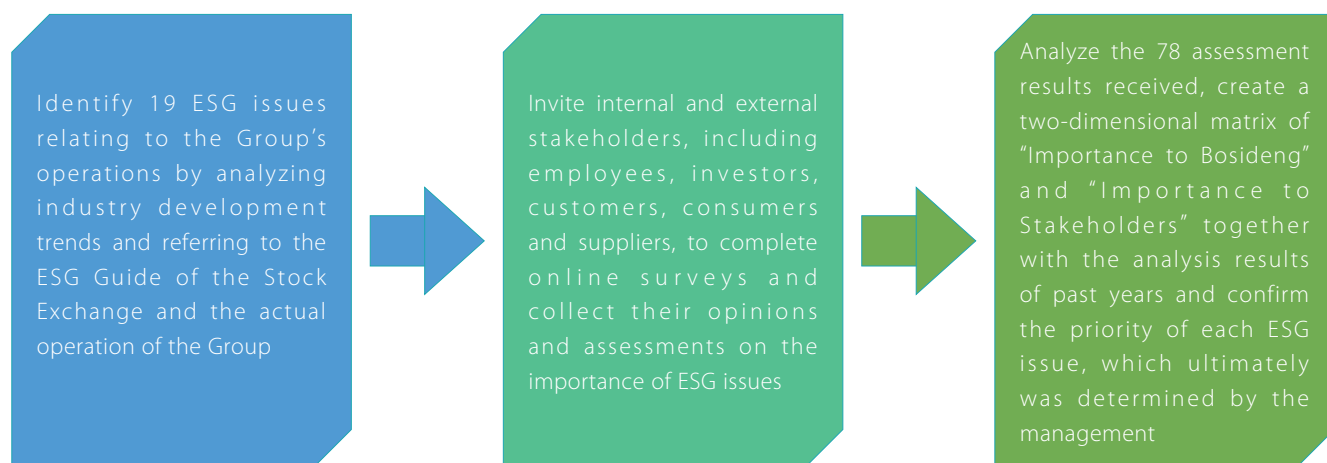 Identify 19 ESG issues
relating to the Group’s
operations by analyzing
industry development
trends and referring to the
ESG Guide of the Stock
Exchange and the actual
operation of the Group
Invite internal and external
stakeholders, including
employees, investors,
customers, consumers
and suppliers, to complete
online surveys and
collect their opinions
and assessments on the
importance of ESG issues
Analyze the 78 assessment
results received, create a
two-dimensional matrix of
“Importance to Bosideng”
and “Importance to
Stakeholders” together
with the analysis results
of past years and confirm
the priority of each ESG
issue, which ultimately
was determined by the
management